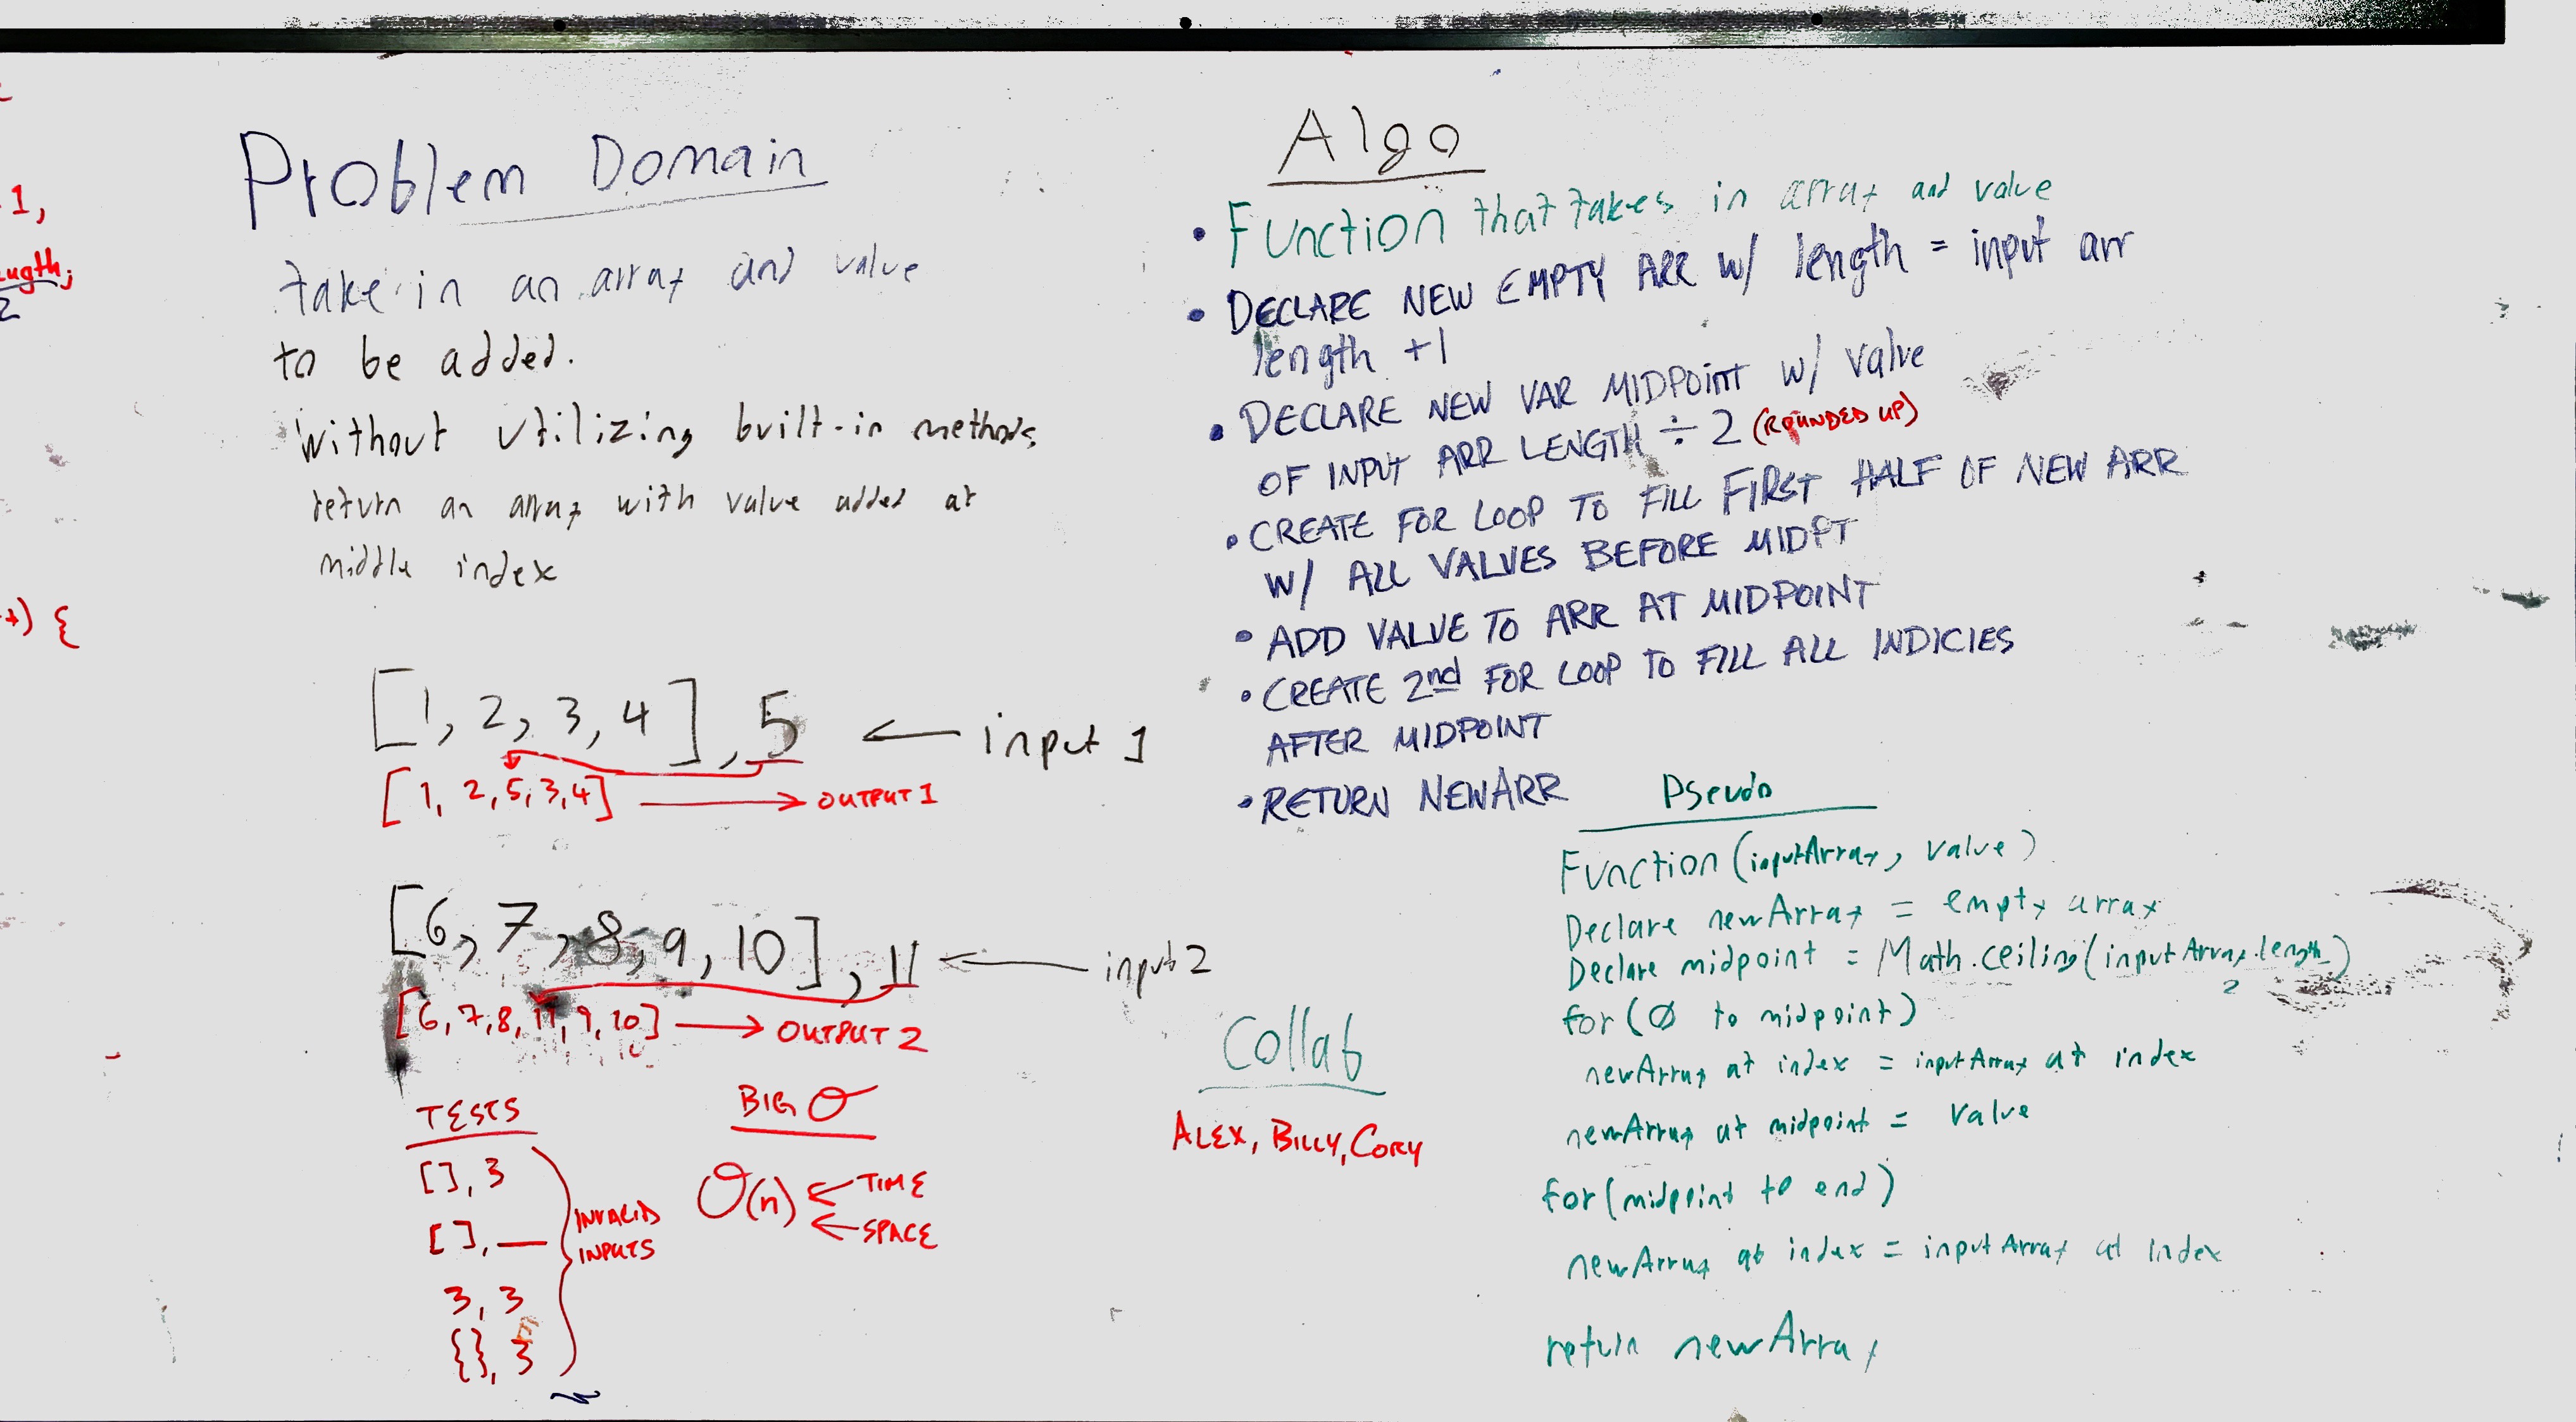 1,
ength;
2
) {
Problem Domain
take in an array and value
to be added.
without utilizing built-in methods
return an array with value added at
middle index
[1, 2, 3, 4], 5 ← input 1
[1, 2, 5, 3, 4] → OUTPUT 1
[6, 7, 8, 9, 10], 11 ← input 2
[6, 7, 8, 11, 9, 10] → OUTPUT 2
TESTS
[], 3
[], __
3, 3
{}, 3
INVALID
INPUTS
BIG O
O(n) ← TIME
← SPACE
Algo
• Function that takes in array and value
• DECLARE NEW EMPTY ARR w/ length = input arr
length +1
• DECLARE NEW VAR MIDPOINT w/ value
OF INPUT ARR LENGTH ÷ 2 (ROUNDED UP)
• CREATE FOR LOOP TO FILL FIRST HALF OF NEW ARR
W/ ALL VALUES BEFORE MIDPT
• ADD VALUE TO ARR AT MIDPOINT
• CREATE 2nd FOR LOOP TO FILL ALL INDICIES
AFTER MIDPOINT
• RETURN NEWARR
Collab
ALEX, BILLY, CORY
Pseudo
Function (inputArray, value)
Declare newArray = empty array
Declare midpoint = Math.ceiling(inputArray.length)
2
for (Ø to midpoint)
newArray at index = inputArray at index
newArray at midpoint = value
for (midpoint to end)
newArray at index = inputArray at index
return newArray